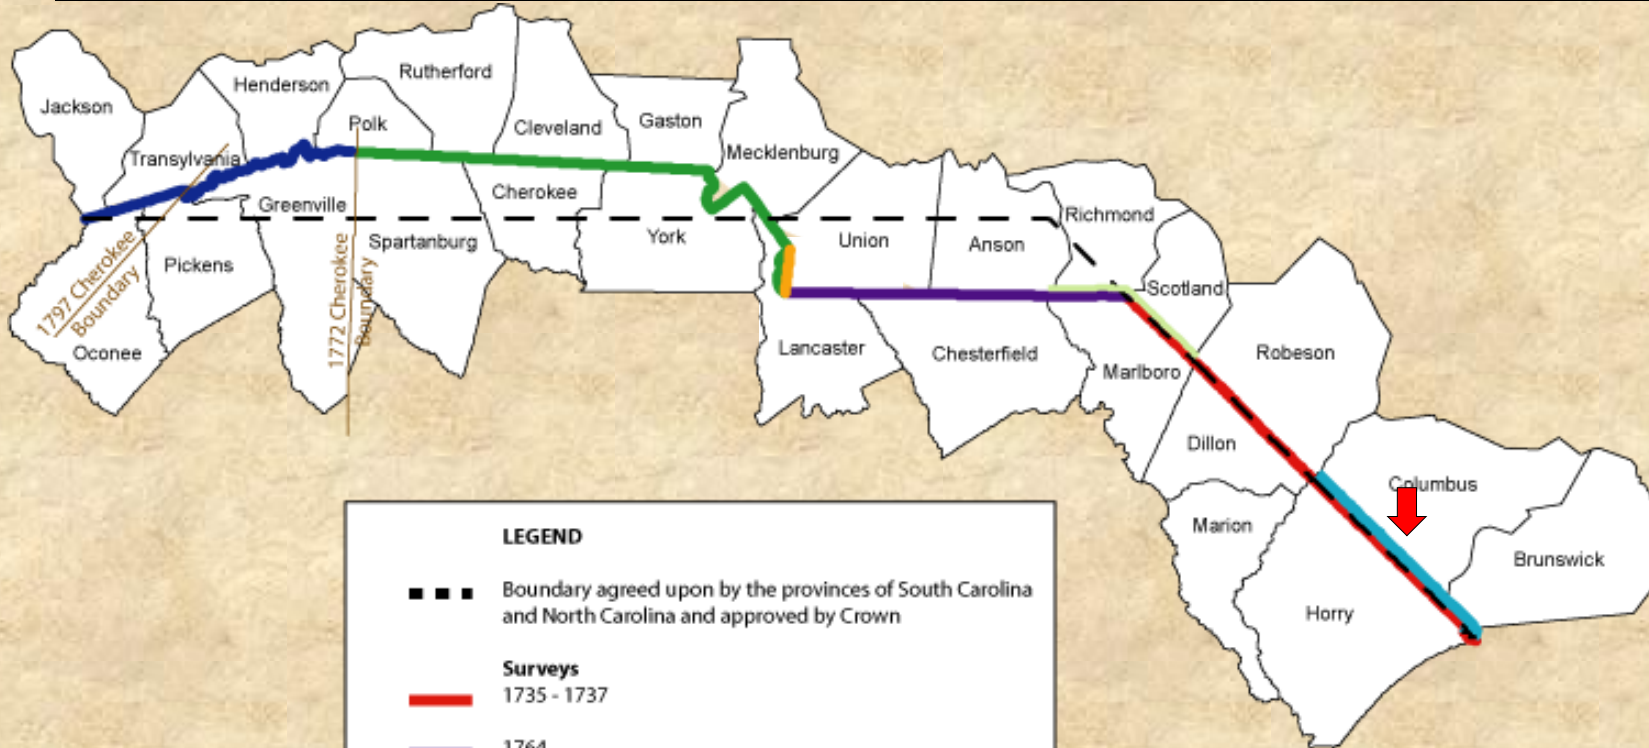 Jackson
Henderson
Rutherford
Polk
Cleveland
Gaston
Transylvania
Mecklenburg
Cherokee
Greenville
Richmond
Spartanburg
York
Union
Anson
Pickens
Scotland
1797 Cherokee
Boundary
1772 Cherokee
Boundary
Oconee
Lancaster
Chesterfield
Robeson
Marlboro
Dillon
Columbus
Marion
Brunswick
Horry
LEGEND
Boundary agreed upon by the provinces of South Carolina
and North Carolina and approved by Crown
Surveys
1735 - 1737
1764